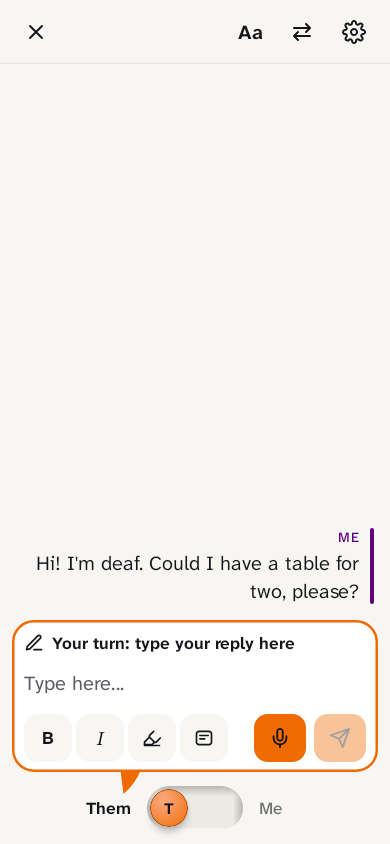 Aa
ME
Hi! I'm deaf. Could I have a table for
two, please?
Your turn: type your reply here
Type here...
B
I
Them
T
Me